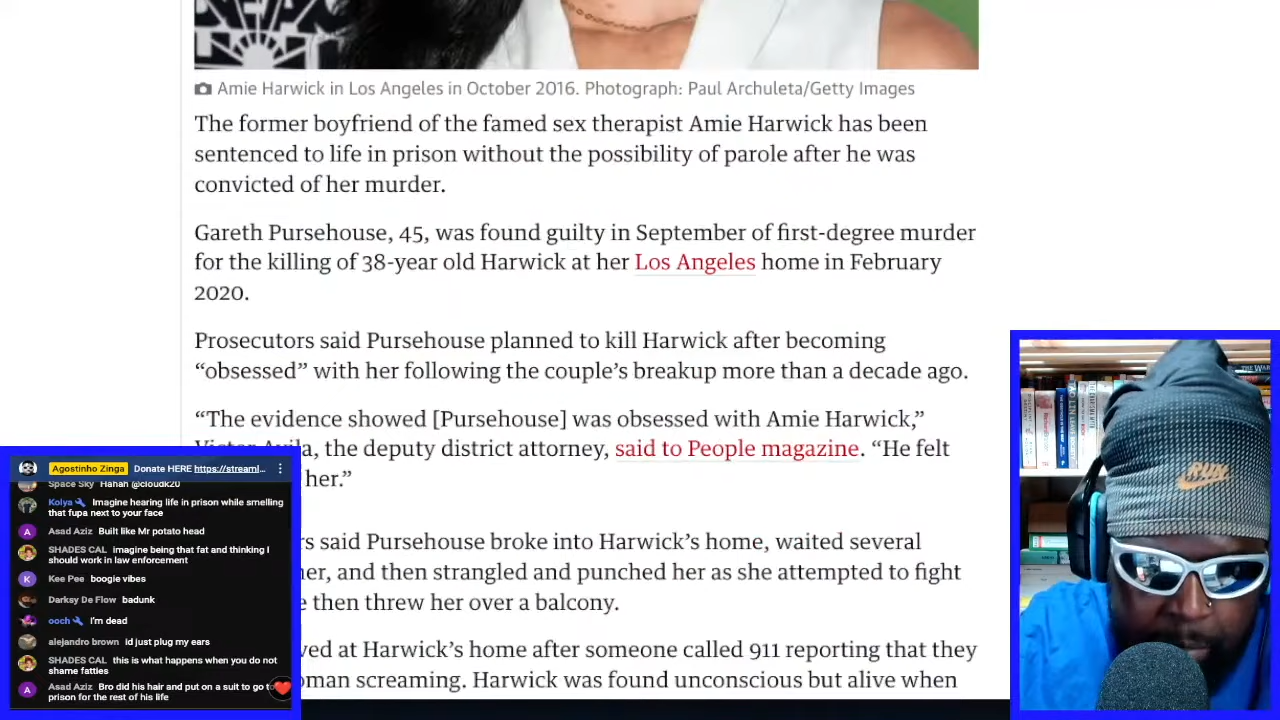 Amie Harwick in Los Angeles in October 2016. Photograph: Paul Archuleta/Getty Images
The former boyfriend of the famed sex therapist Amie Harwick has been
sentenced to life in prison without the possibility of parole after he was
convicted of her murder.
Gareth Pursehouse, 45, was found guilty in September of first-degree murder
for the killing of 38-year old Harwick at her Los Angeles home in February
2020.
Prosecutors said Pursehouse planned to kill Harwick after becoming
“obsessed” with her following the couple’s breakup more than a decade ago.
“The evidence showed [Pursehouse] was obsessed with Amie Harwick,”
the deputy district attorney, said to People magazine. “He felt
her.”
said Pursehouse broke into Harwick’s home, waited several
and then strangled and punched her as she attempted to fight
then threw her over a balcony.
at Harwick’s home after someone called 911 reporting that they
screaming. Harwick was found unconscious but alive when
Agostinho Zinga Donate HERE https://streaml...
Space Sky Hahah @cloudk20
Kolya Imagine hearing life in prison while smelling
that fupa next to your face
Asad Aziz Built like Mr potato head
SHADES CAL imagine being that fat and thinking I
should work in law enforcement
Kee Pee boogie vibes
Darksy De Flow badunk
ooch I’m dead
alejandro brown id just plug my ears
SHADES CAL this is what happens when you do not
shame fatties
Asad Aziz Bro did his hair and put on a suit to go to
prison for the rest of his life
RUN